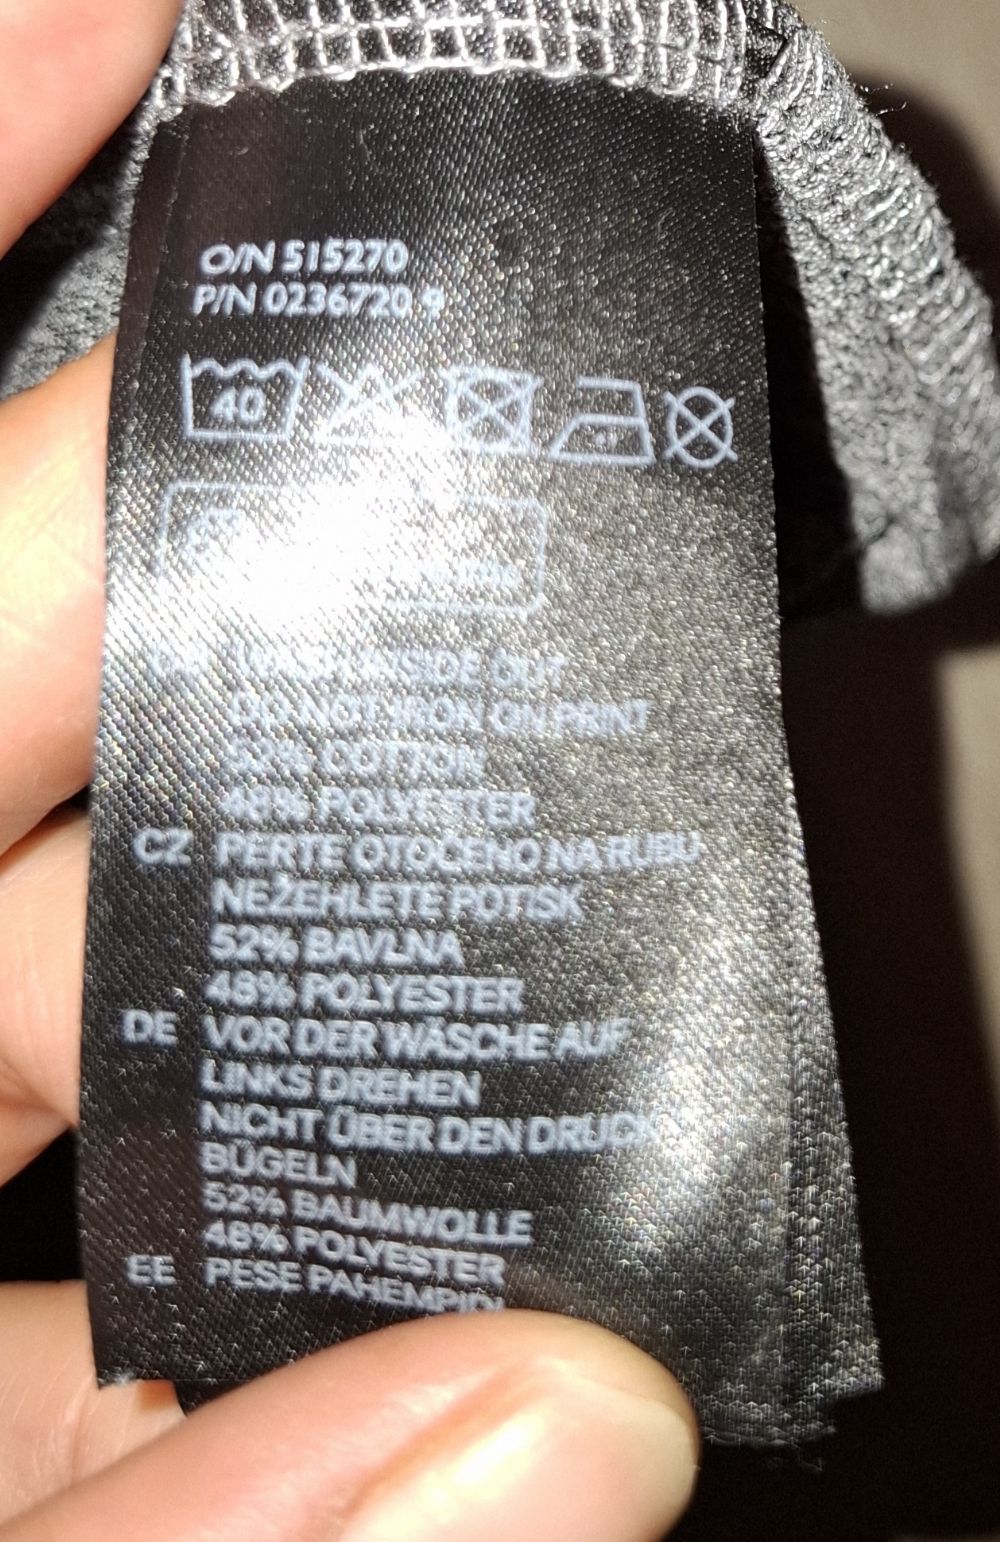 O/N 515270
P/N 0236720 9
40
WASH INSIDE OUT
DO NOT IRON ON PRINT
52% COTTON
48% POLYESTER
CZ PERTE OTOČENO NA RUBU
NEŽEHLETE POTISK
52% BAVLNA
48% POLYESTER
DE VOR DER WÄSCHE AUF
LINKS DREHEN
NICHT ÜBER DEN DRUCK
BÜGELN
52% BAUMWOLLE
48% POLYESTER
EE PESE PAHEMPIDI